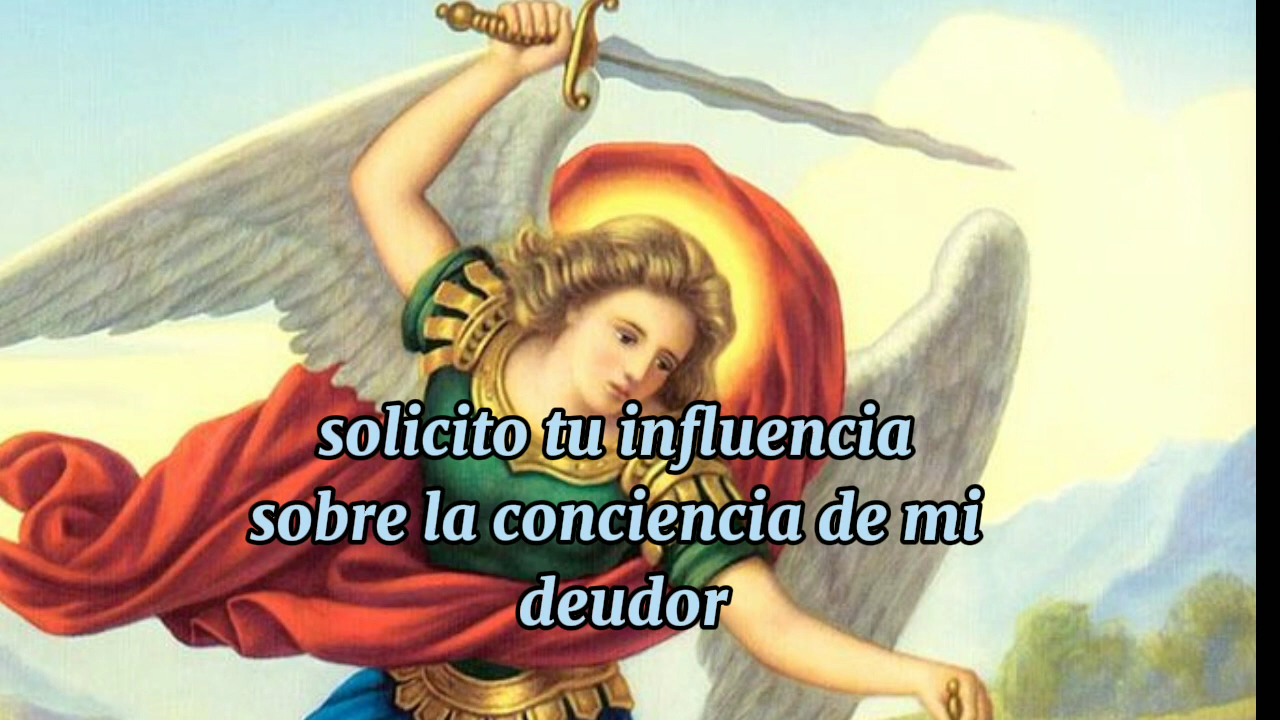 solicito tu influencia
sobre la conciencia de mi
deudor